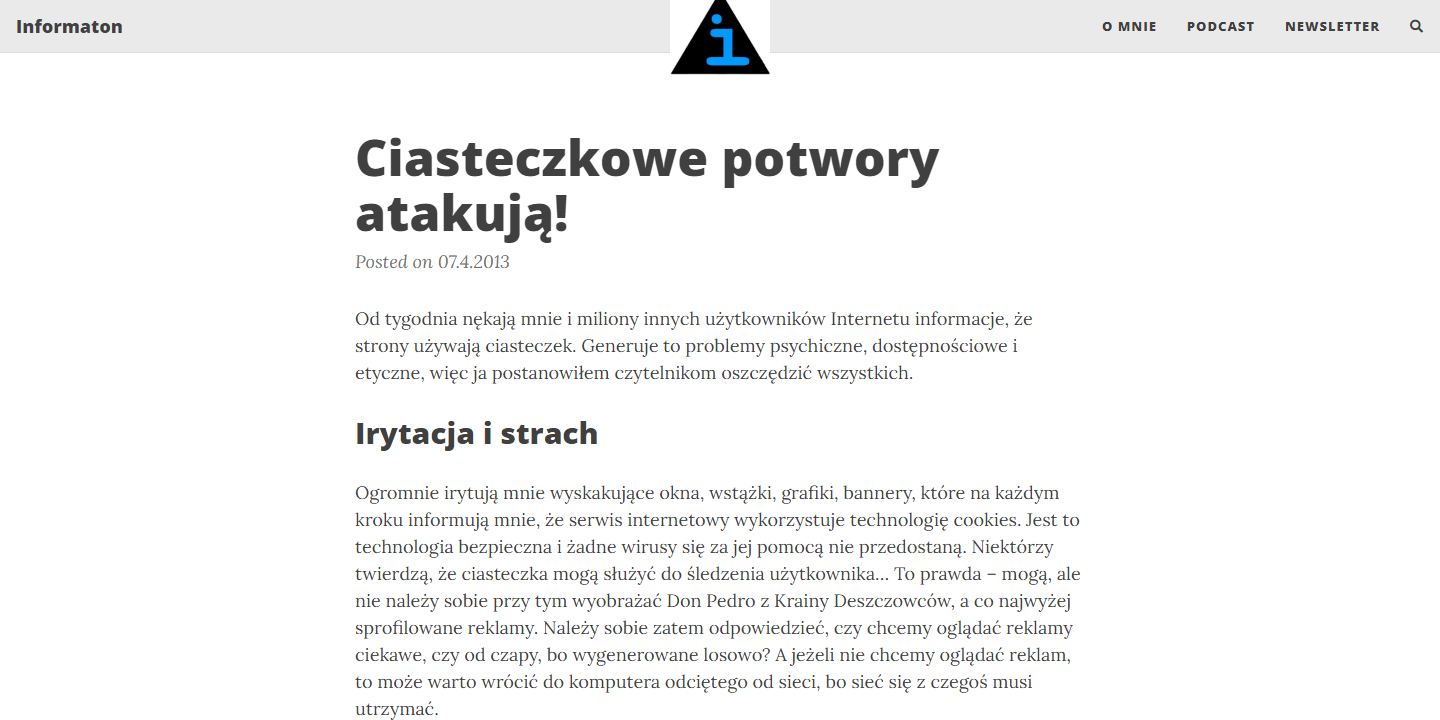 Informaton
i
O MNIE
PODCAST
NEWSLETTER
Ciasteczkowe potwory
atakują!
Posted on 07.4.2013
Od tygodnia nękają mnie i miliony innych użytkowników Internetu informacje, że
strony używają ciasteczek. Generuje to problemy psychiczne, dostępnościowe i
etyczne, więc ja postanowiłem czytelnikom oszczędzić wszystkich.
Irytacja i strach
Ogromnie irytują mnie wyskakujące okna, wstążki, grafiki, bannery, które na każdym
kroku informują mnie, że serwis internetowy wykorzystuje technologię cookies. Jest to
technologia bezpieczna i żadne wirusy się za jej pomocą nie przedostaną. Niektórzy
twierdzą, że ciasteczka mogą służyć do śledzenia użytkownika… To prawda – mogą, ale
nie należy sobie przy tym wyobrażać Don Pedro z Krainy Deszczowców, a co najwyżej
sprofilowane reklamy. Należy sobie zatem odpowiedzieć, czy chcemy oglądać reklamy
ciekawe, czy od czapy, bo wygenerowane losowo? A jeżeli nie chcemy oglądać reklam,
to może warto wrócić do komputera odciętego od sieci, bo sieć się z czegoś musi
utrzymać.